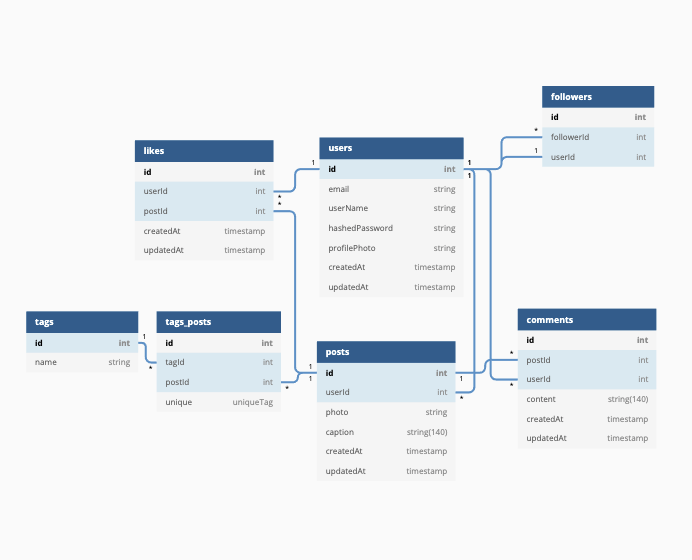 followers
id int
* followerId int
1 userId int
likes
id int
userId int
*
*
postId int
createdAt timestamp
updatedAt timestamp
users
1 id int 1
1
email string
userName string
hashedPassword string
profilePhoto string
createdAt timestamp
updatedAt timestamp
tags
id int 1
name string
tags_posts
id int
* tagId int
postId int *
unique uniqueTag
posts
1 id int
1 1
userId int *
photo string
caption string(140)
createdAt timestamp
updatedAt timestamp
comments
id int
* postId int
userId int
*
content string(140)
createdAt timestamp
updatedAt timestamp